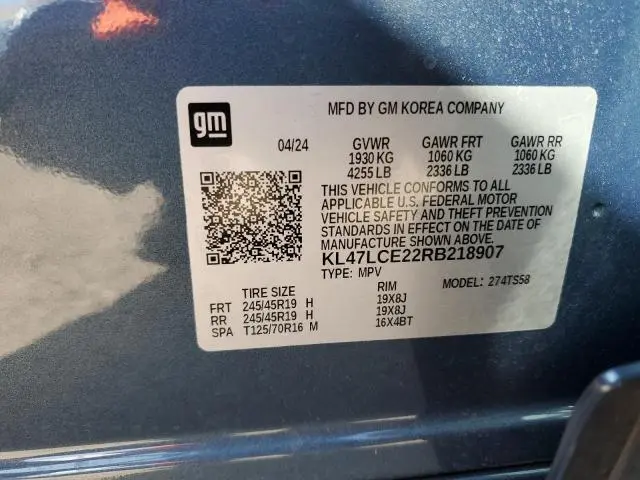 gm
MFD BY GM KOREA COMPANY
04/24 GVWR GAWR FRT GAWR RR
1930 KG 1060 KG 1060 KG
4255 LB 2336 LB 2336 LB
THIS VEHICLE CONFORMS TO ALL
APPLICABLE U.S. FEDERAL MOTOR
VEHICLE SAFETY AND THEFT PREVENTION
STANDARDS IN EFFECT ON THE DATE OF
MANUFACTURE SHOWN ABOVE.
KL47LCE22RB218907
TYPE: MPV MODEL: 274TS58
TIRE SIZE RIM
FRT 245/45R19 H 19X8J
RR 245/45R19 H 19X8J
SPA T125/70R16 M 16X4BT